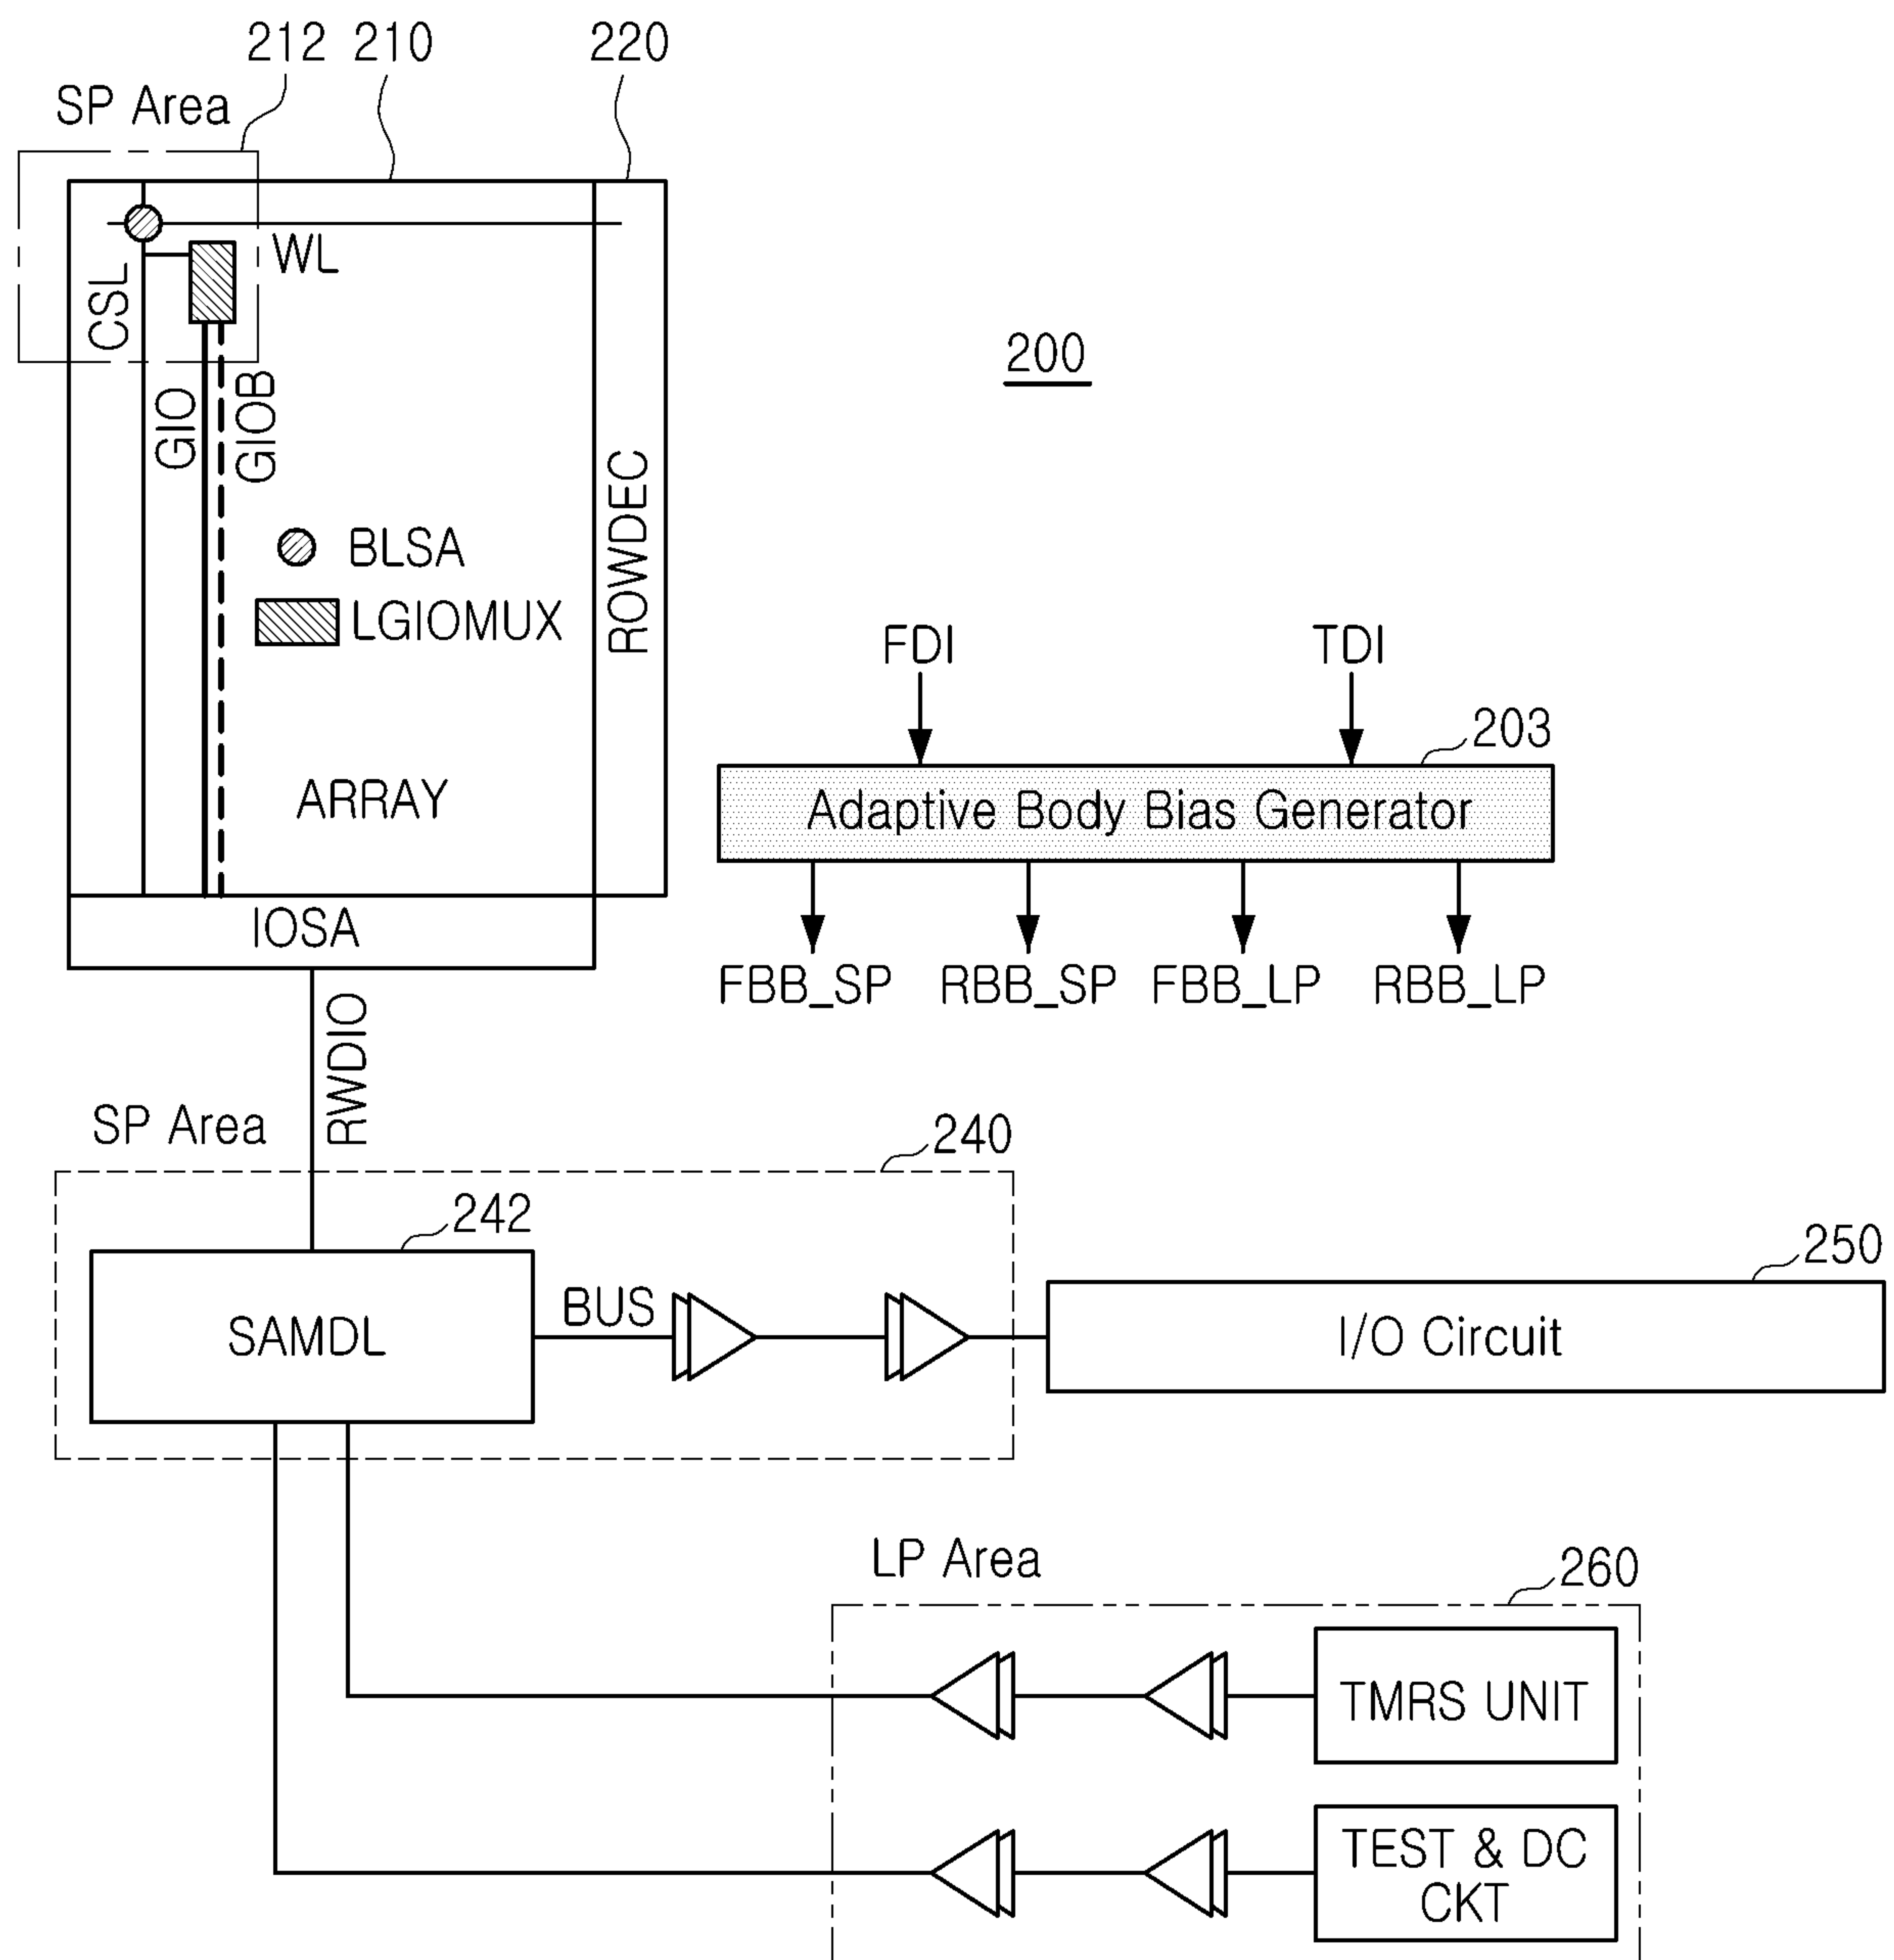 212 210 220
SP Area
WL
CSL
GIO
GIOB
200
BLSA
LGIOMUX
ROWDEC
ARRAY
IOSA
FDI TDI
203
Adaptive Body Bias Generator
FBB_SP RBB_SP FBB_LP RBB_LP
RWDIO
SP Area
240
242
SAMDL
BUS
250
I/O Circuit
LP Area
260
TMRS UNIT
TEST & DC
CKT